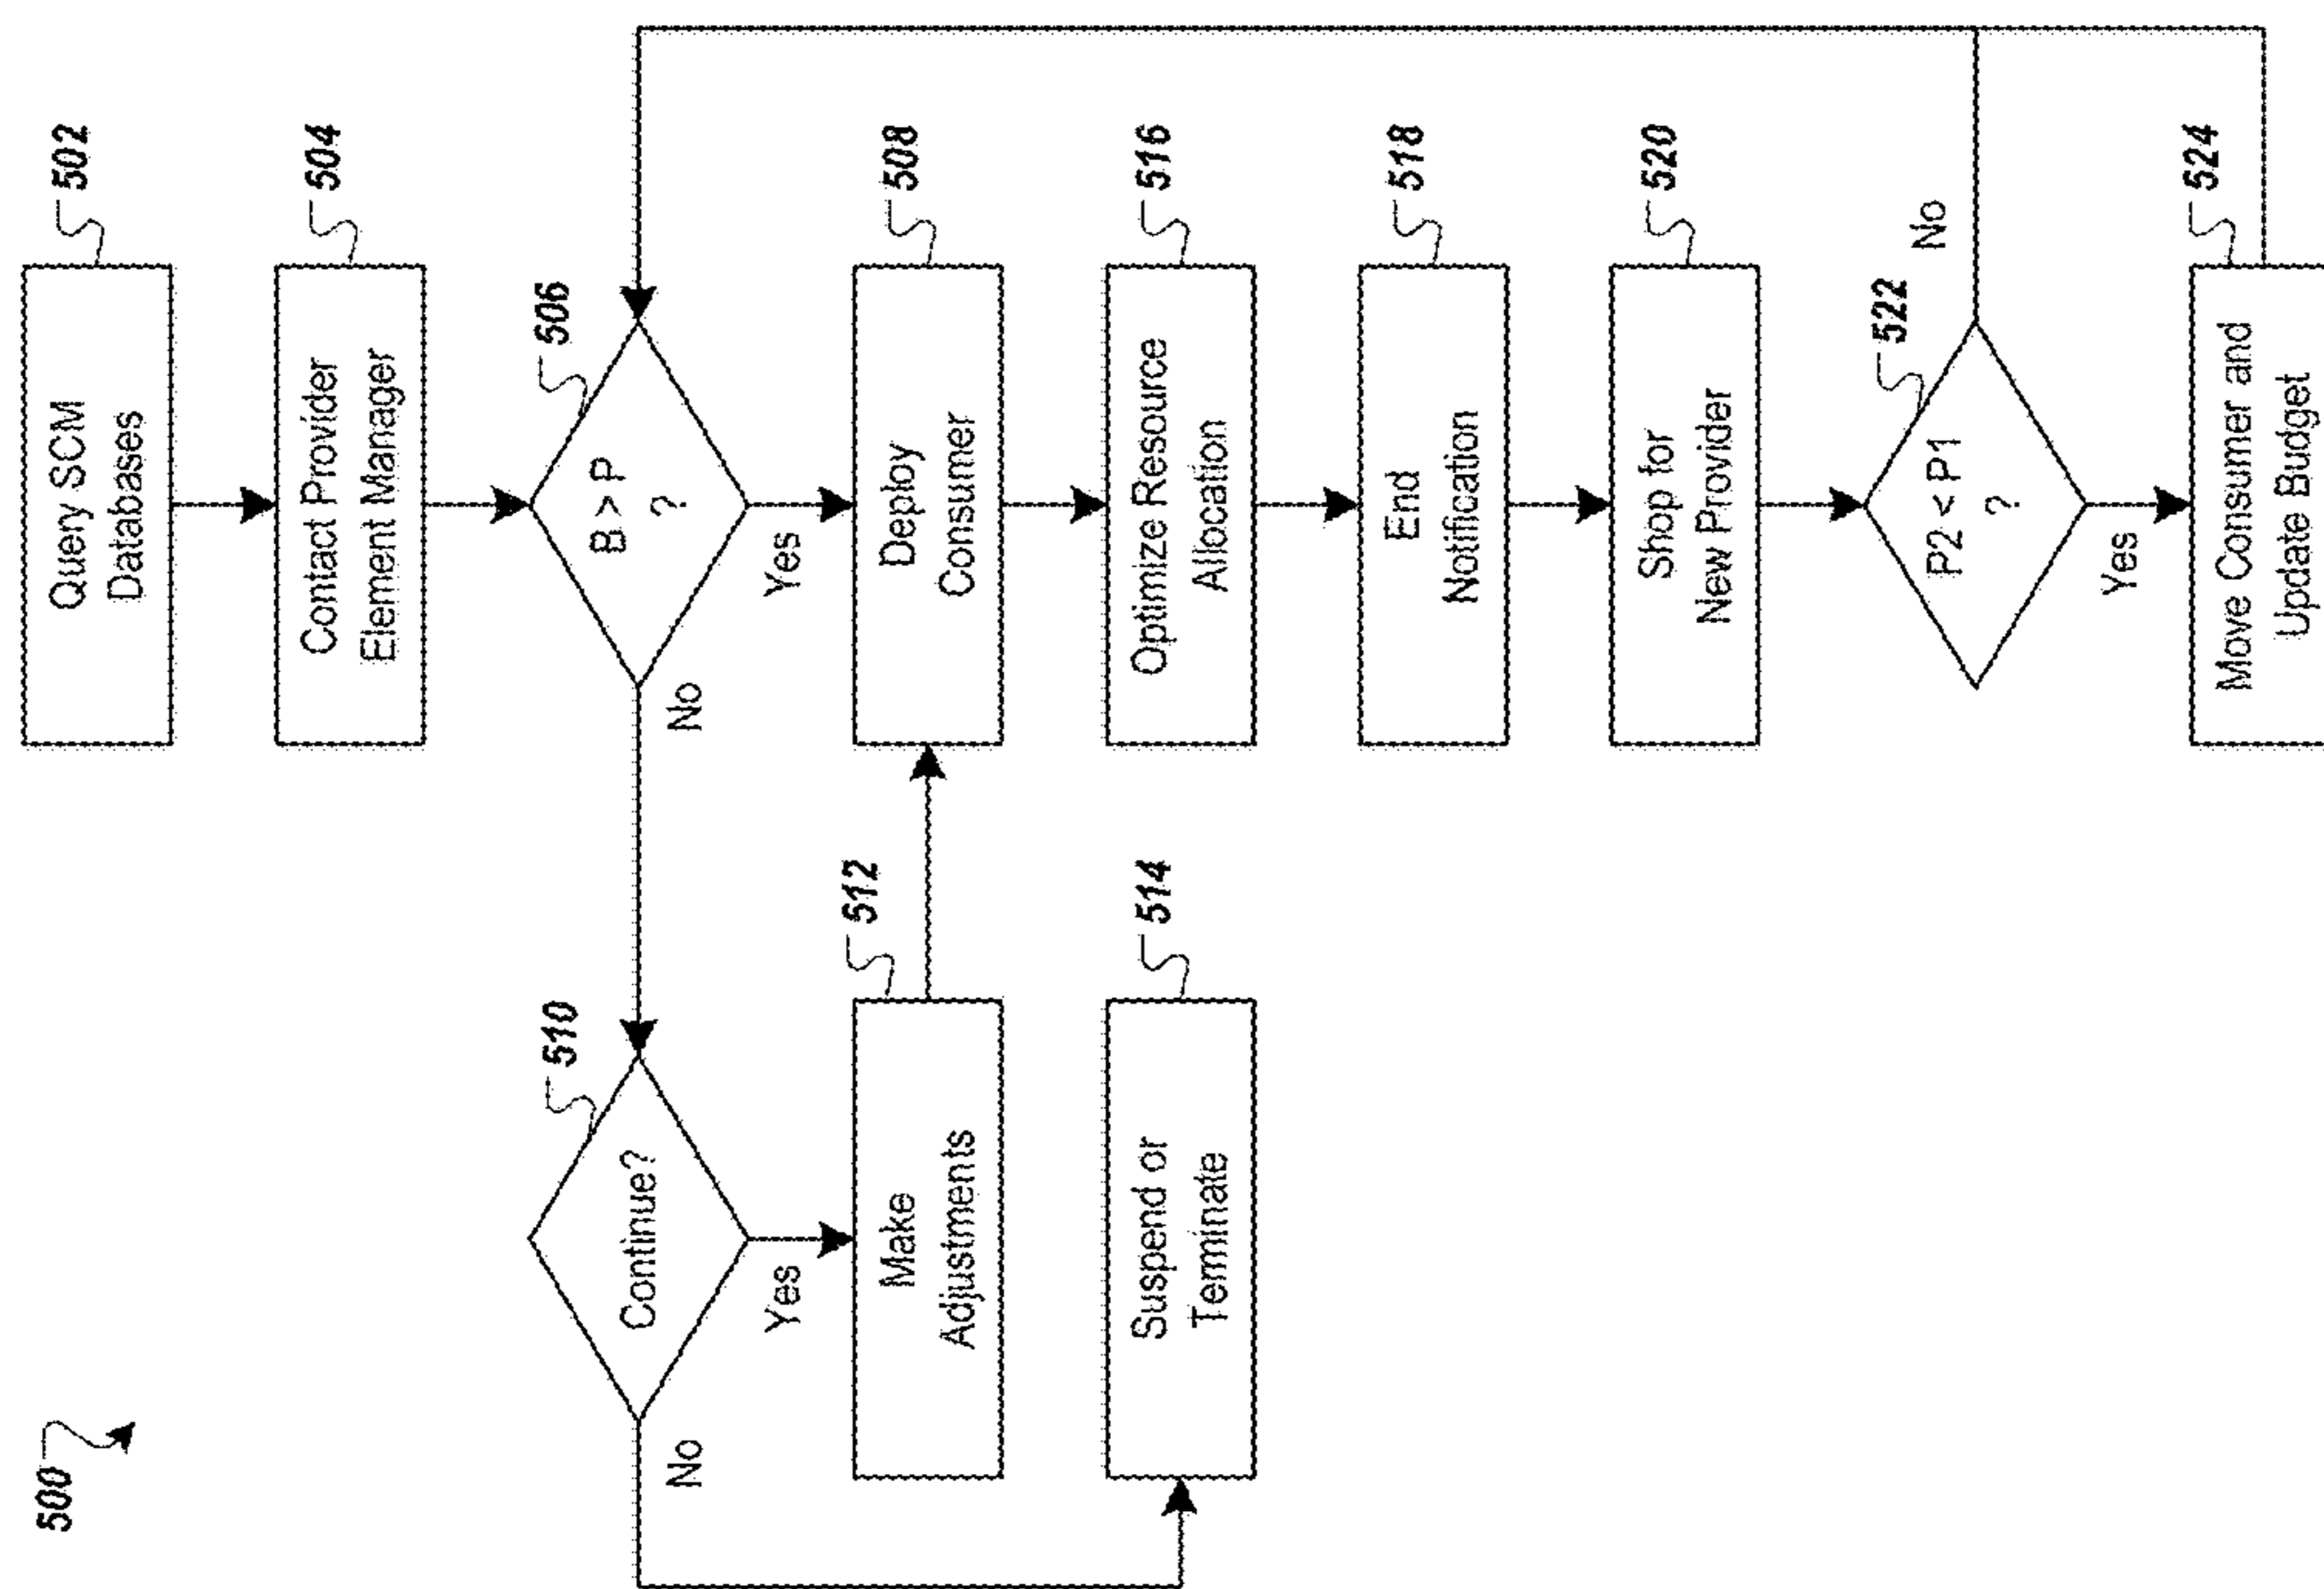 500
Query SCM
Databases
502
Contact Provider
Element Manager
504
510
Continue?
No
Yes
506
B > P
?
No
Yes
512
Make
Adjustments
Deploy
Consumer
508
514
Suspend or
Terminate
Optimize Resource
Allocation
516
End
Notification
518
Shop for
New Provider
520
522
P2 < P1
?
No
Yes
Move Consumer and
Update Budget
524